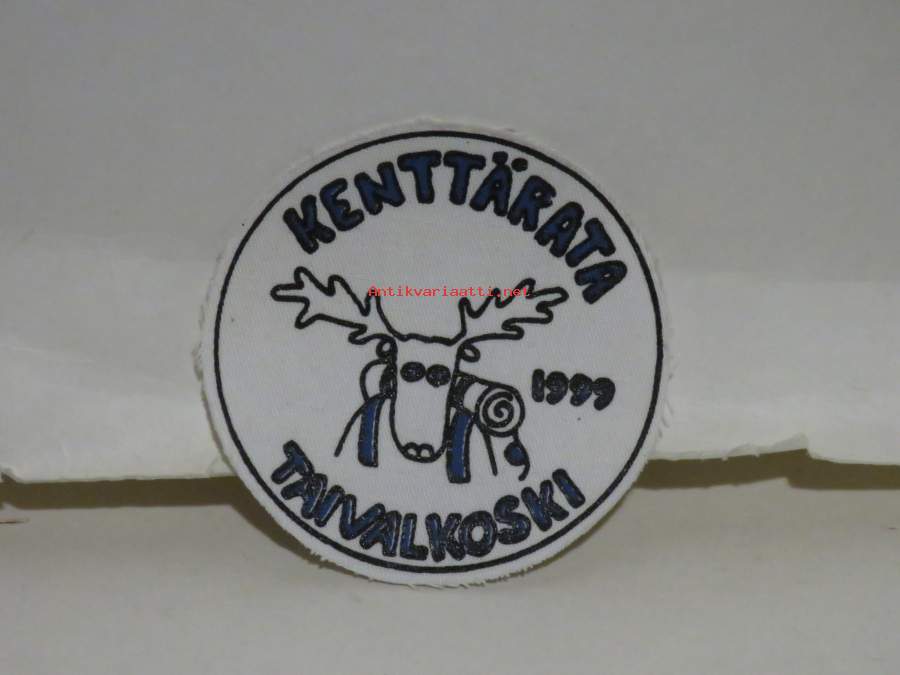 KENTTÄRATA
Antikvariaatti.net
1999
TAIVALKOSKI